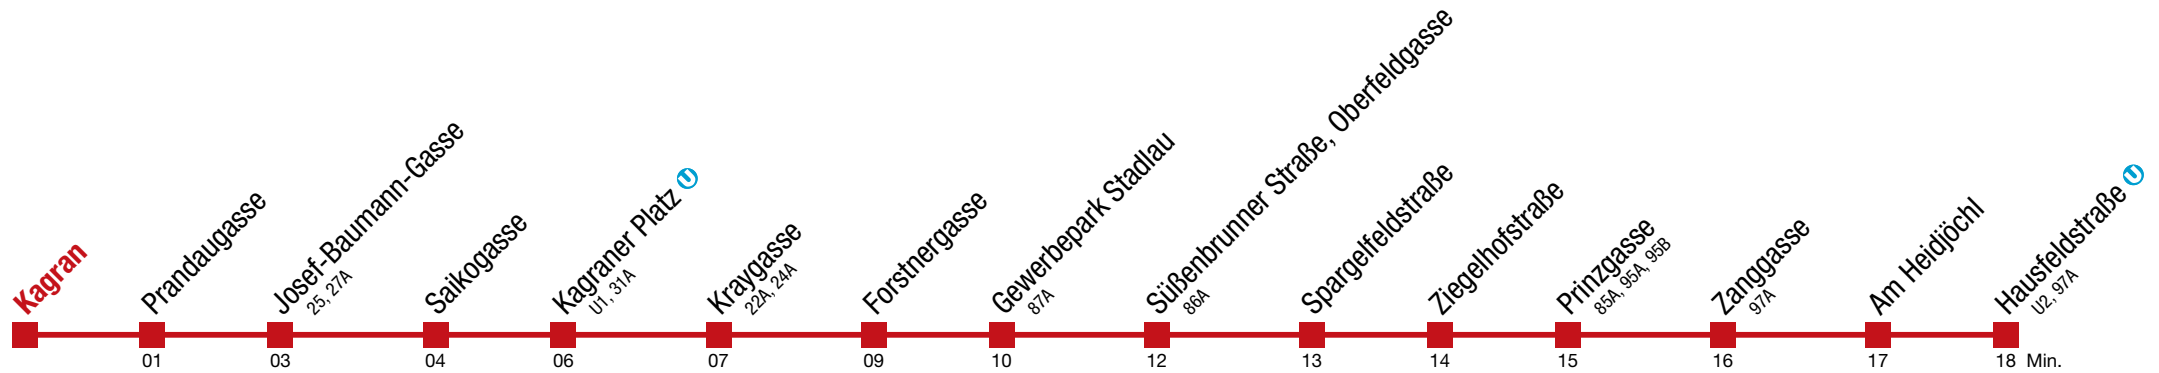 Kagran
Prandaugasse
Josef-Baumann-Gasse
25, 27A
Saikogasse
Kagraner Platz
U1, 31A
Kraygasse
22A, 24A
Forstnergasse
Gewerbepark Stadlau
87A
Süßenbrunner Straße, Oberfeldgasse
86A
Spargelfeldstraße
Ziegelhofstraße
Prinzgasse
85A, 95A, 95B
Zanggasse
97A
Am Heidjöchl
Hausfeldstraße
U2, 97A
01 03 04 06 07 09 10 12 13 14 15 16 17 18 Min.